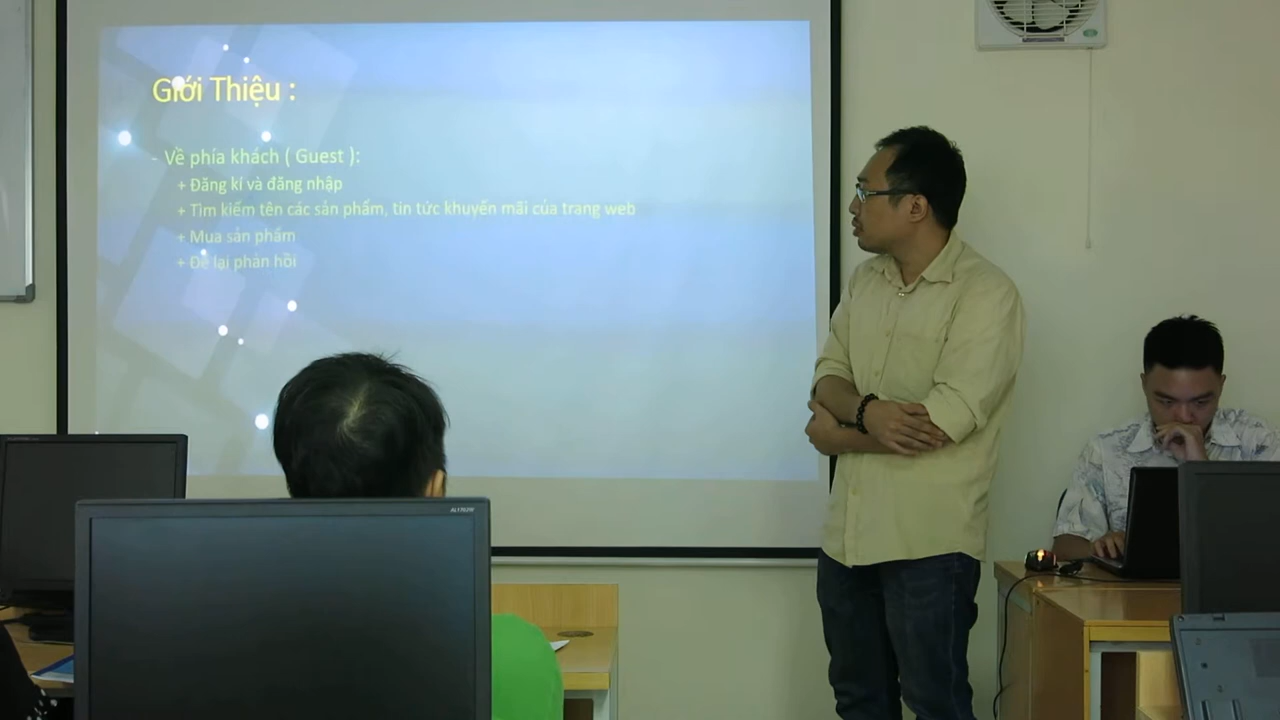 Giới Thiệu :
- Về phía khách ( Guest ):
+ Đăng kí và đăng nhập
+ Tìm kiếm tên các sản phẩm, tin tức khuyến mãi của trang web
+ Mua sản phẩm
+ Để lại phản hồi